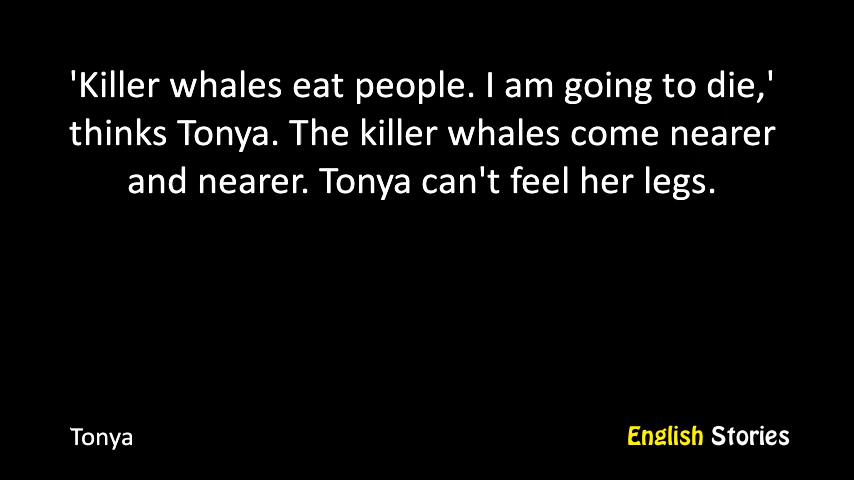 'Killer whales eat people. I am going to die,'
thinks Tonya. The killer whales come nearer
and nearer. Tonya can't feel her legs.
Tonya
English Stories